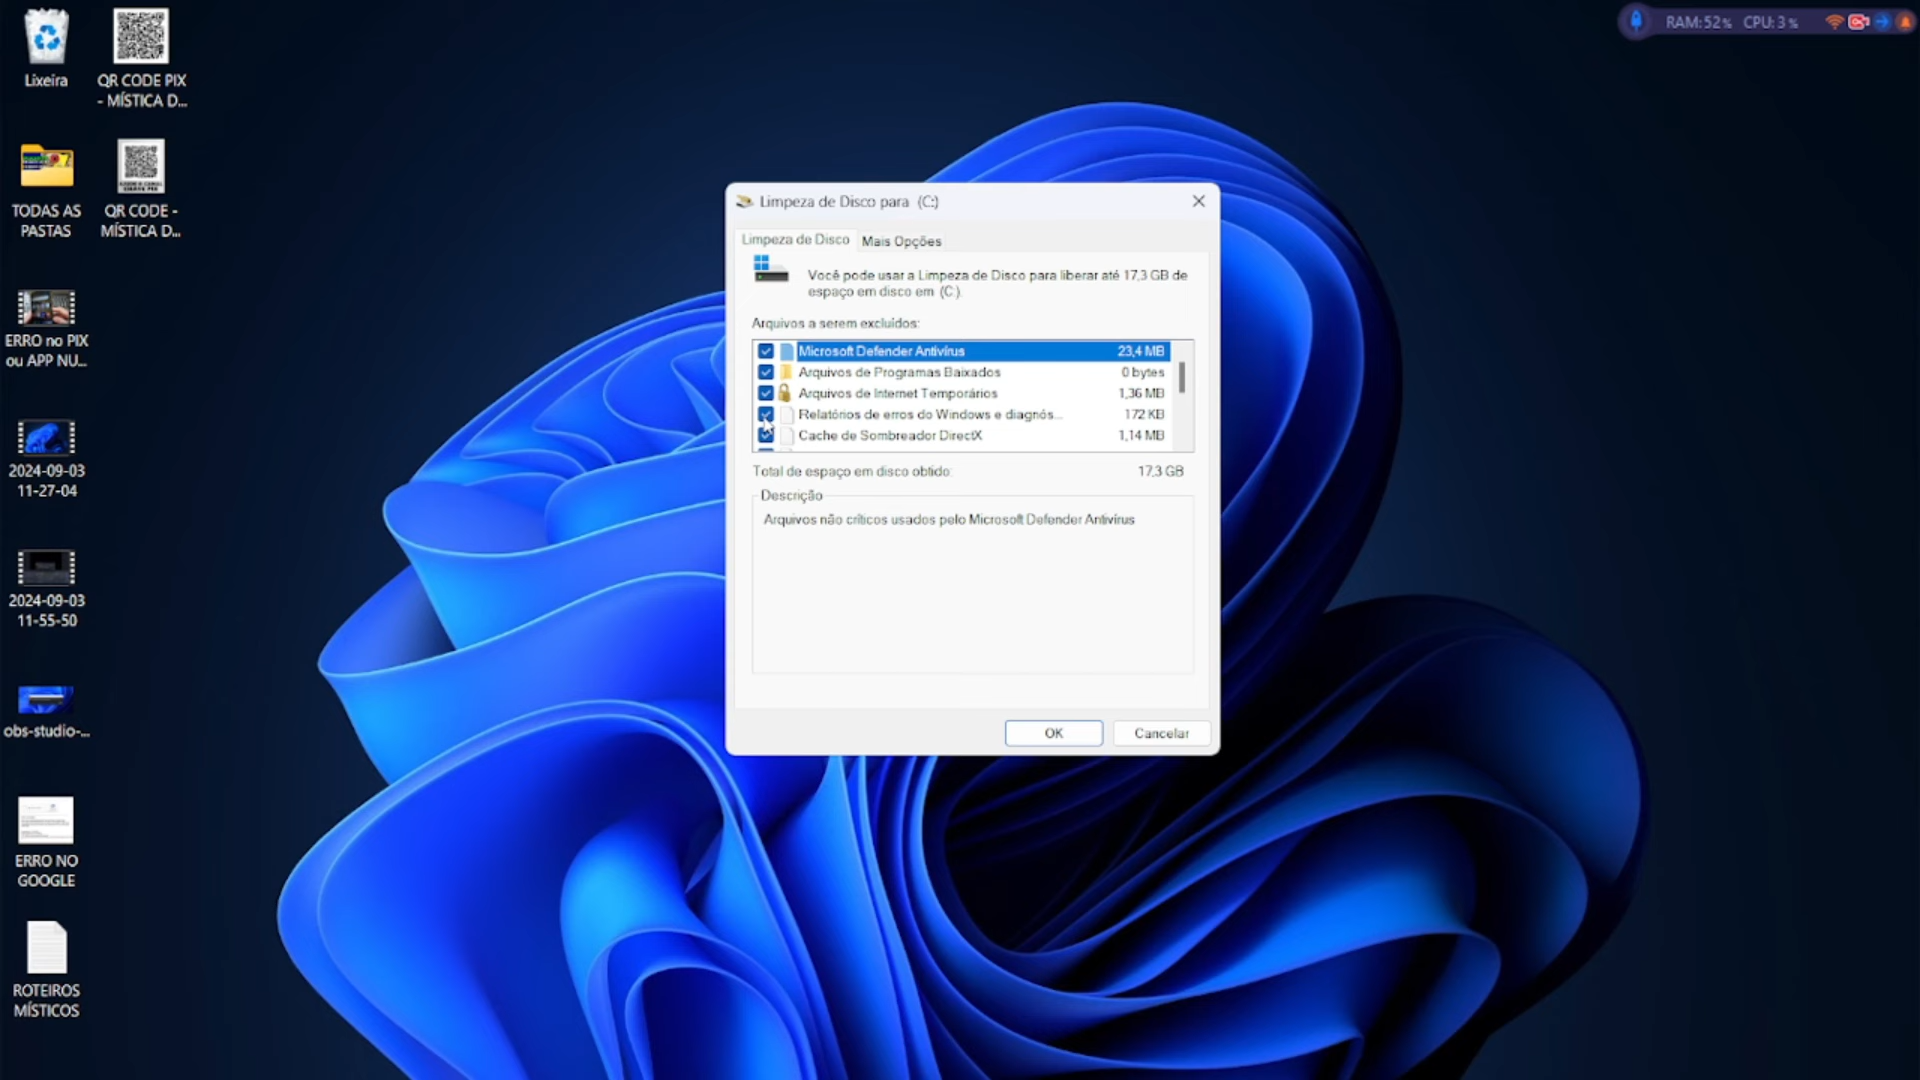 Lixeira
QR CODE PIX
- MÍSTICA D...
TODAS AS
PASTAS
QR CODE -
MÍSTICA D...
ERRO no PIX
ou APP NU...
2024-09-03
11-27-04
2024-09-03
11-55-50
obs-studio-...
ERRO NO
GOOGLE
ROTEIROS
MÍSTICOS
RAM:52% CPU:3%
Limpeza de Disco para (C:)
Limpeza de Disco Mais Opções
Você pode usar a Limpeza de Disco para liberar até 17,3 GB de
espaço em disco em (C:).
Arquivos a serem excluídos:
Microsoft Defender Antivírus 23,4 MB
Arquivos de Programas Baixados 0 bytes
Arquivos de Internet Temporários 1,36 MB
Relatórios de erros do Windows e diagnós... 172 KB
Cache de Sombreador DirectX 1,14 MB
Total de espaço em disco obtido: 17,3 GB
Descrição
Arquivos não críticos usados pelo Microsoft Defender Antivírus
OK Cancelar